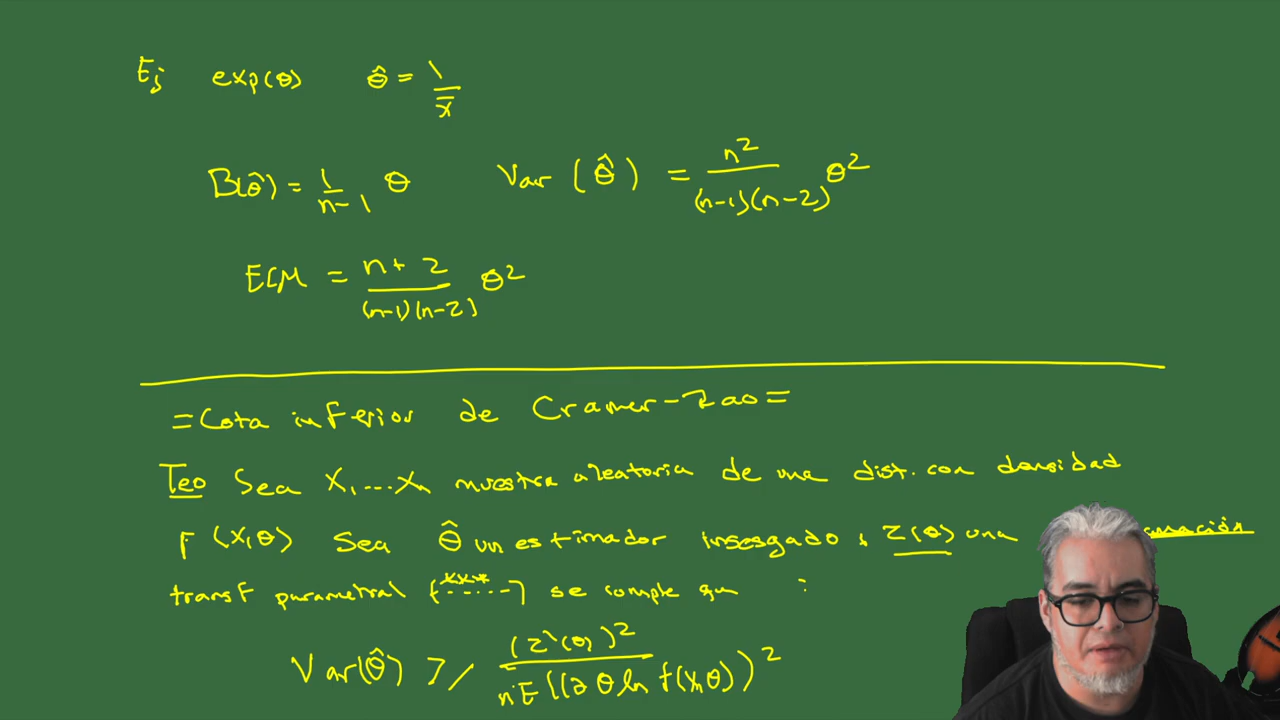 Ej exp(θ) θ̂ = 1/x̄
B(θ̂) = 1/(n-1) θ Var(θ̂) = n²/((n-1)(n-2)) θ²
ECM = (n+2)/((n-1)(n-2)) θ²
=Cota inferior de Cramer-Rao=
Teo Sea X₁...Xₙ muestra aleatoria de una dist. con densidad
f(x,θ) Sea θ̂ un estimador insesgado Z(θ) una mación
transf parametral [......] se cumple que :
Var(θ̂) ≥ (Z'(θ))²/nE((∂θ ln f(x,θ))²